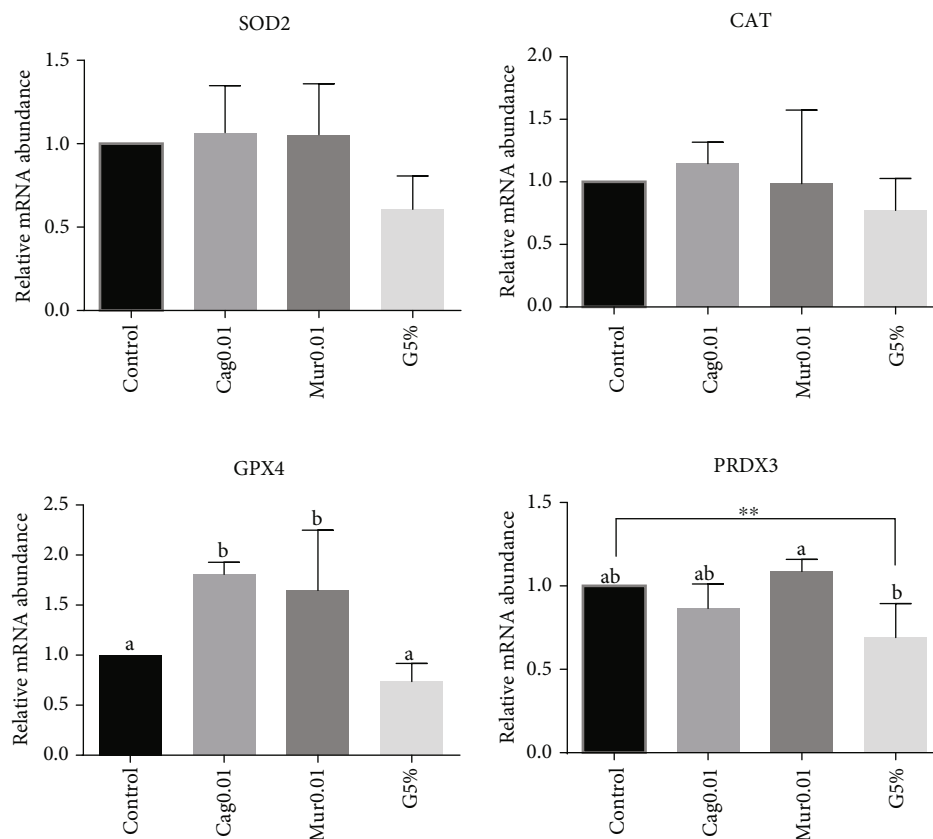 SOD2
Relative mRNA abundance
1.5
1.0
0.5
0.0
Control
Cag0.01
Mur0.01
G5%
CAT
Relative mRNA abundance
2.0
1.5
1.0
0.5
0.0
Control
Cag0.01
Mur0.01
G5%
GPX4
Relative mRNA abundance
2.5
2.0
1.5
1.0
0.5
0.0
a
b
b
a
Control
Cag0.01
Mur0.01
G5%
PRDX3
Relative mRNA abundance
1.5
1.0
0.5
0.0
**
ab
ab
a
b
Control
Cag0.01
Mur0.01
G5%